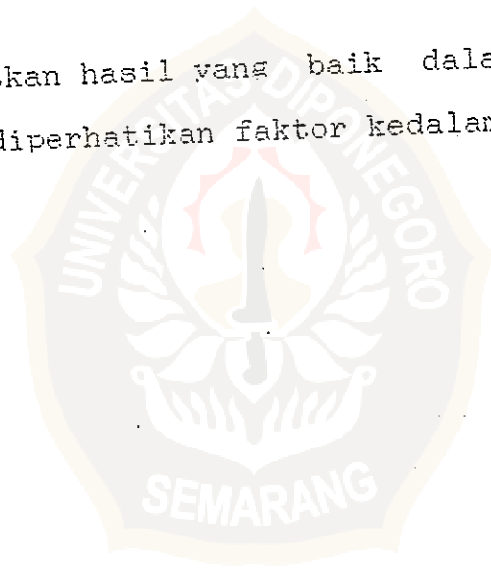 kan hasil yang baik dala
diperhatikan faktor kedalam
UNIVERSITAS DIPONEGORO
SEMARANG